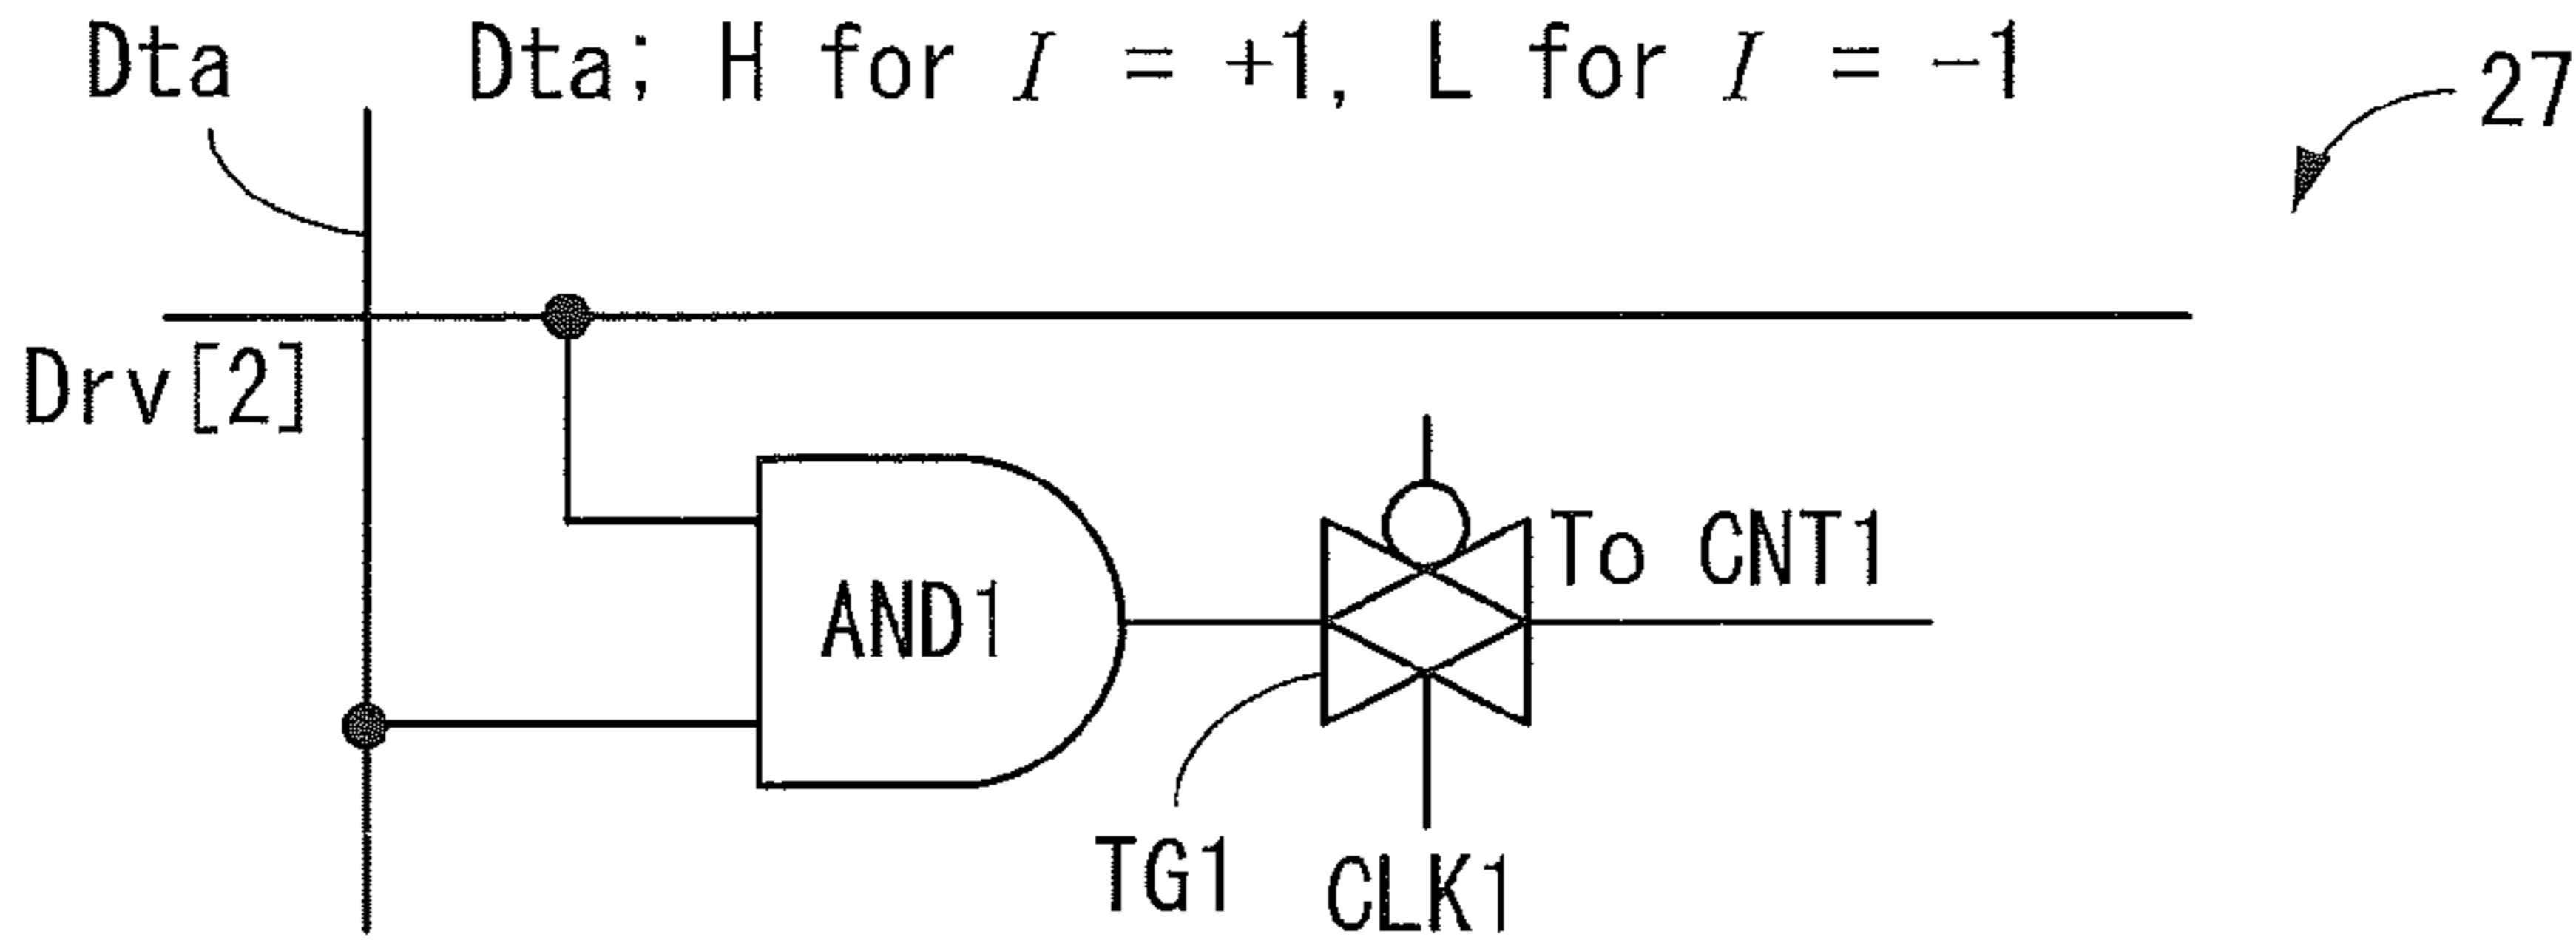 Dta
Dta; H for I = +1, L for I = -1
27
Drv[2]
To CNT1
AND1
TG1
CLK1